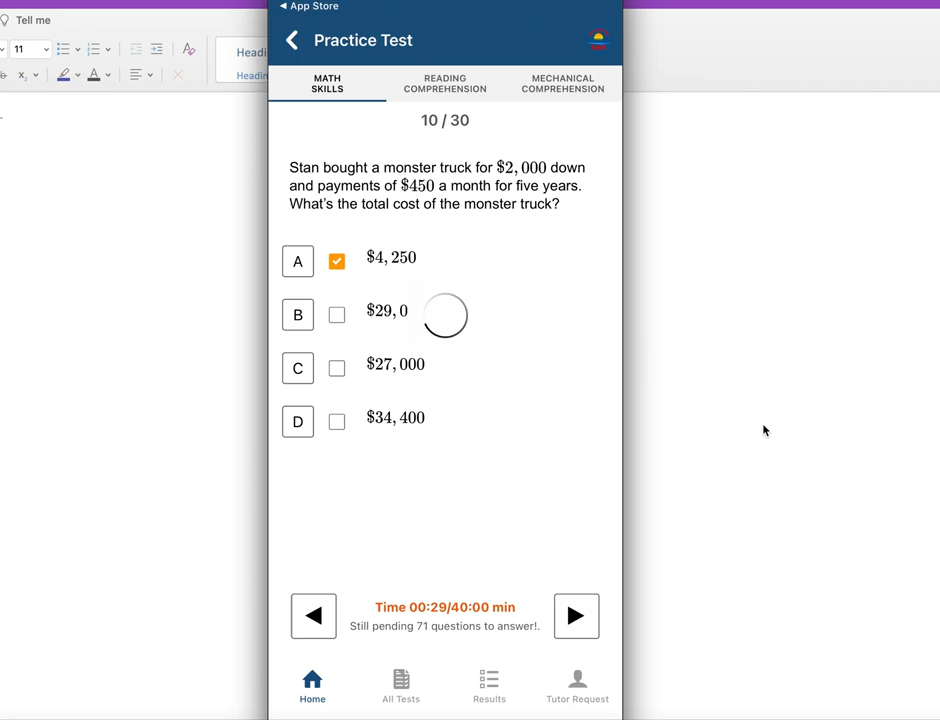 ◀ App Store
Tell me
Practice Test
11
Headi
Headin
MATH
SKILLS
READING
COMPREHENSION
MECHANICAL
COMPREHENSION
10 / 30
Stan bought a monster truck for $2,000 down
and payments of $450 a month for five years.
What's the total cost of the monster truck?
A $4,250
B $29,0
C $27,000
D $34,400
Time 00:29/40:00 min
Still pending 71 questions to answer!.
Home
All Tests
Results
Tutor Request